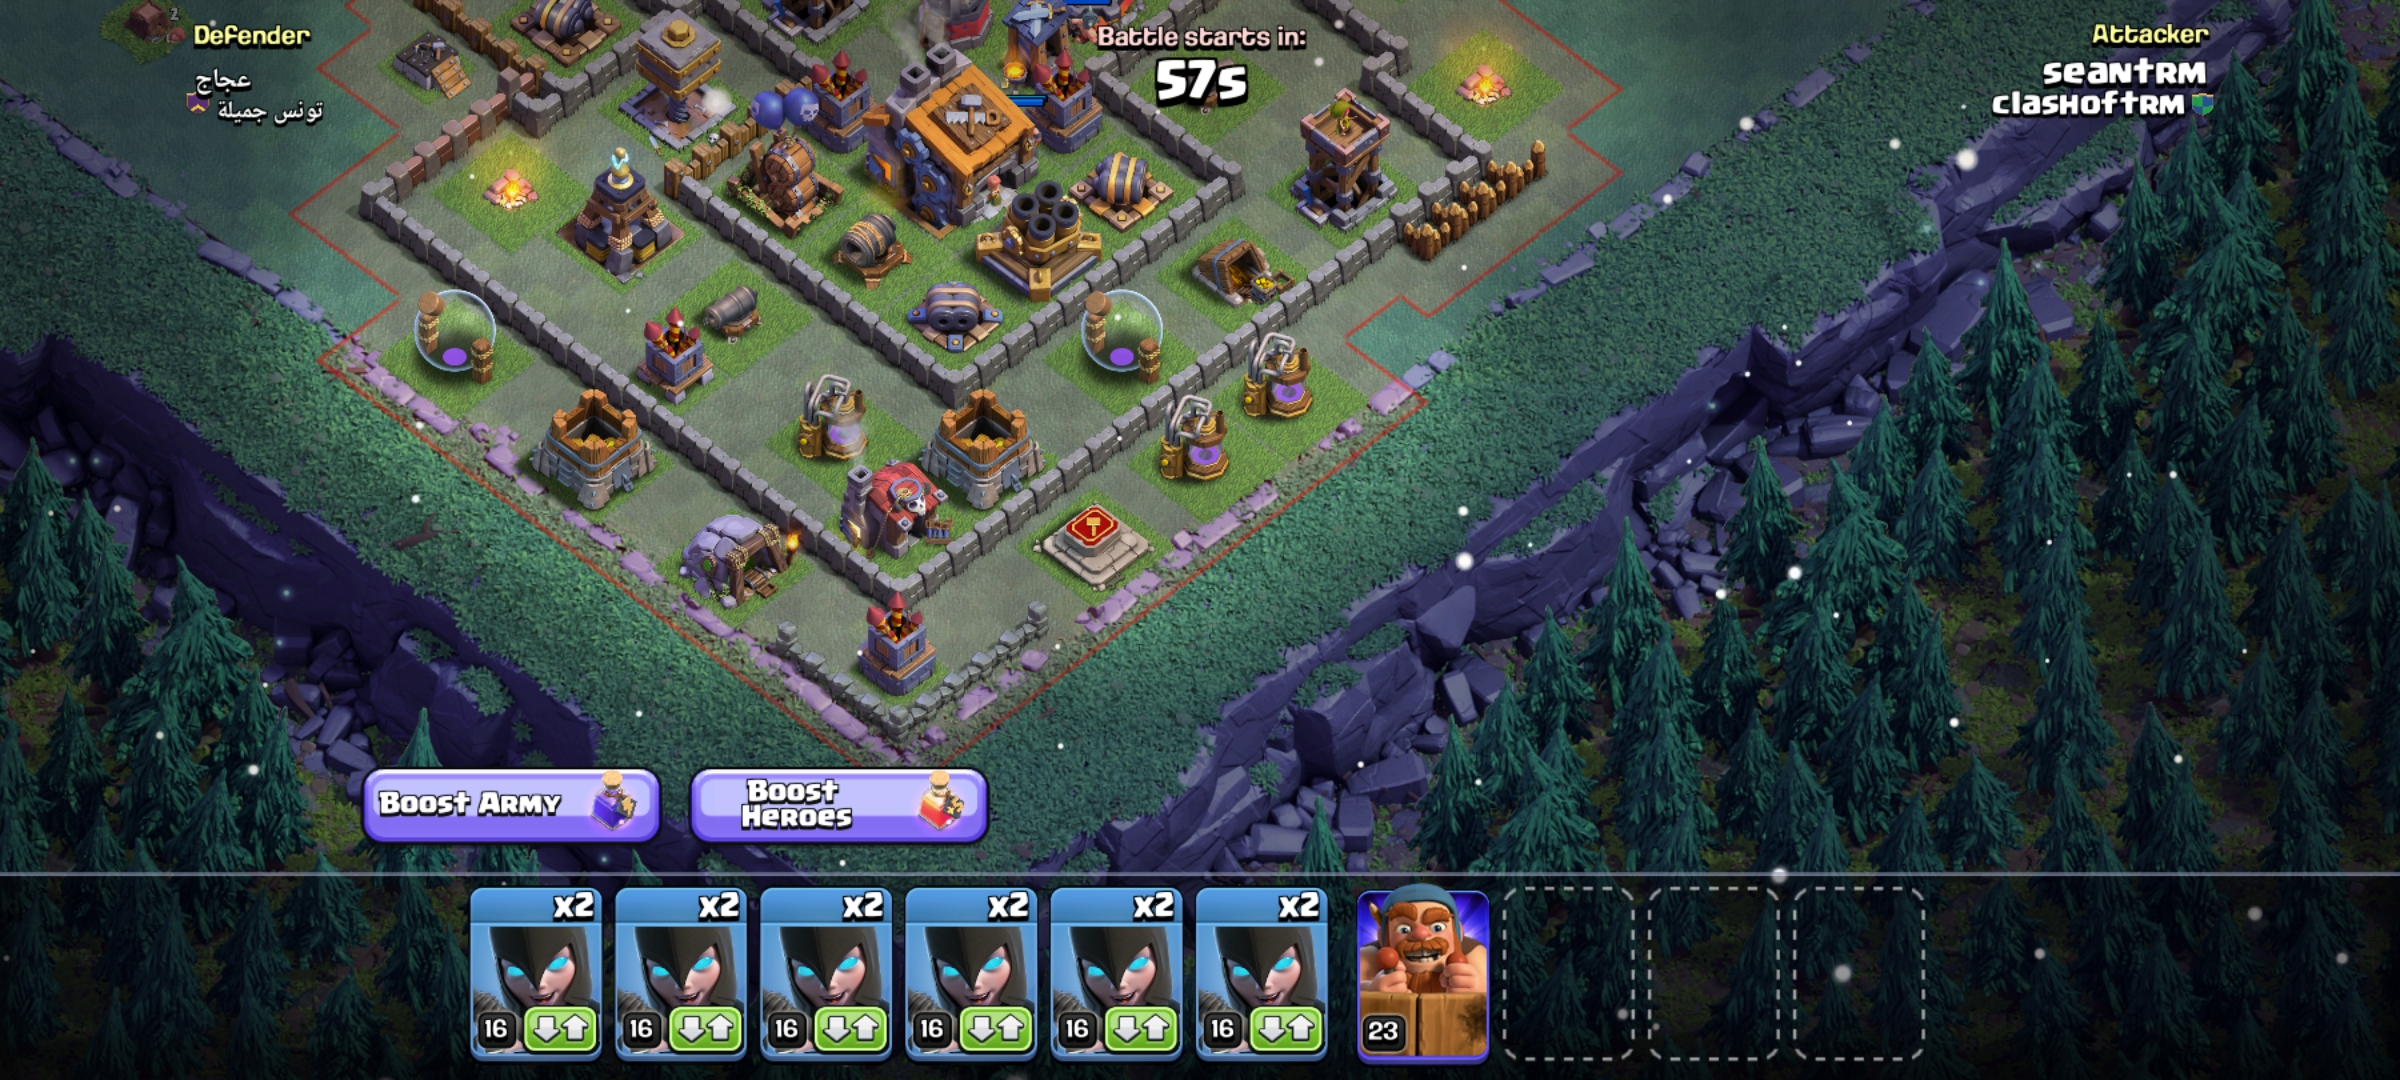 2
Defender
عجاج
تونس جميلة
Battle starts in:
57s
Attacker
seantRM
clashoftRM
Boost Army
Boost
Heroes
x2
x2
x2
x2
x2
x2
16
16
16
16
16
16
23